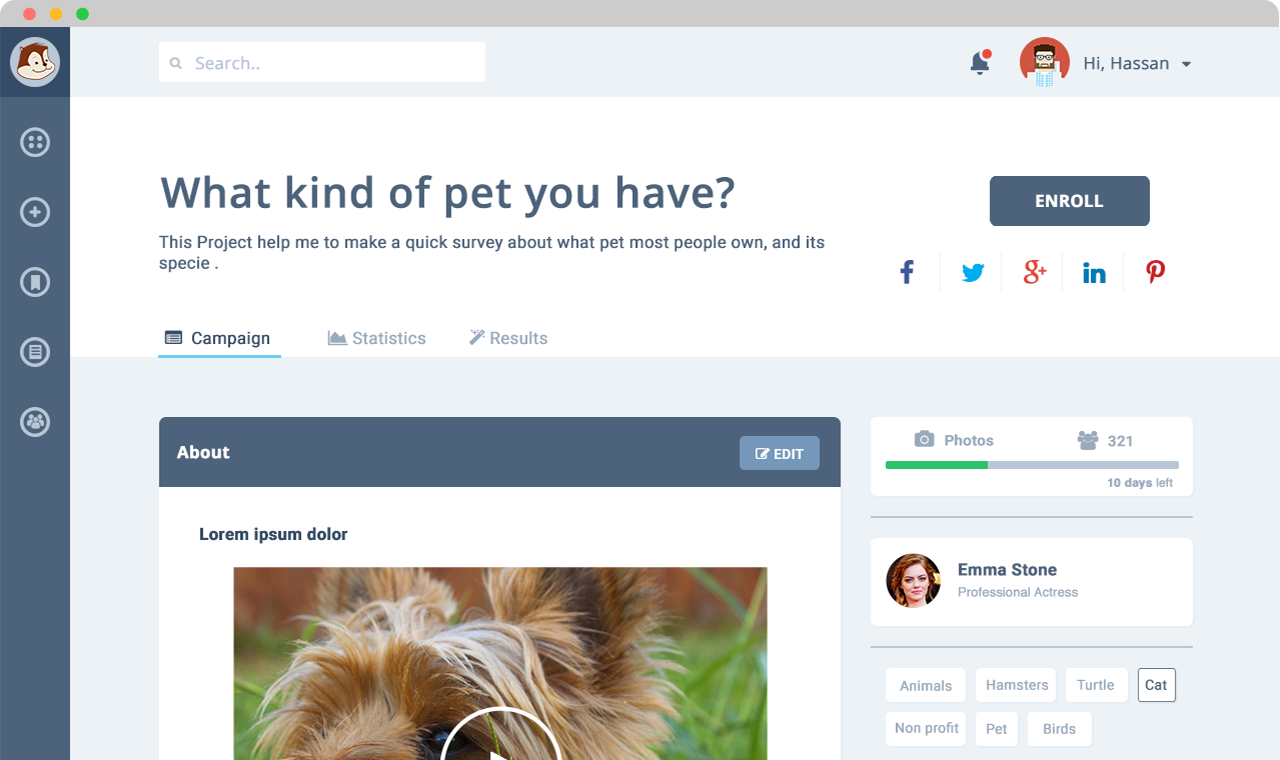 Search..
Hi, Hassan
What kind of pet you have?
This Project help me to make a quick survey about what pet most people own, and its
specie .
ENROLL
f
g+
in
Campaign
Statistics
Results
About
EDIT
Lorem ipsum dolor
Photos
321
10 days left
Emma Stone
Professional Actress
Animals
Hamsters
Turtle
Cat
Non profit
Pet
Birds